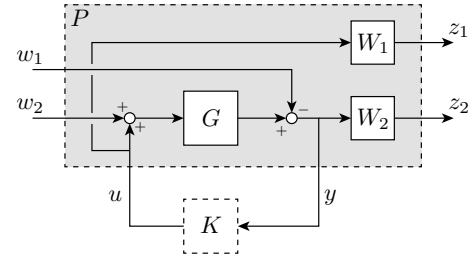 P
W₁ z₁
w₁
−
w₂ + + G + W₂ z₂
u y
K